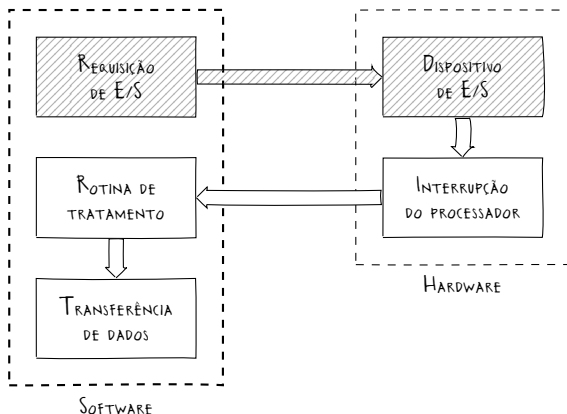 Requisição
de E/S
Dispositivo
de E/S
Rotina de
tratamento
Interrupção
do processador
Transferência
de dados
Hardware
Software